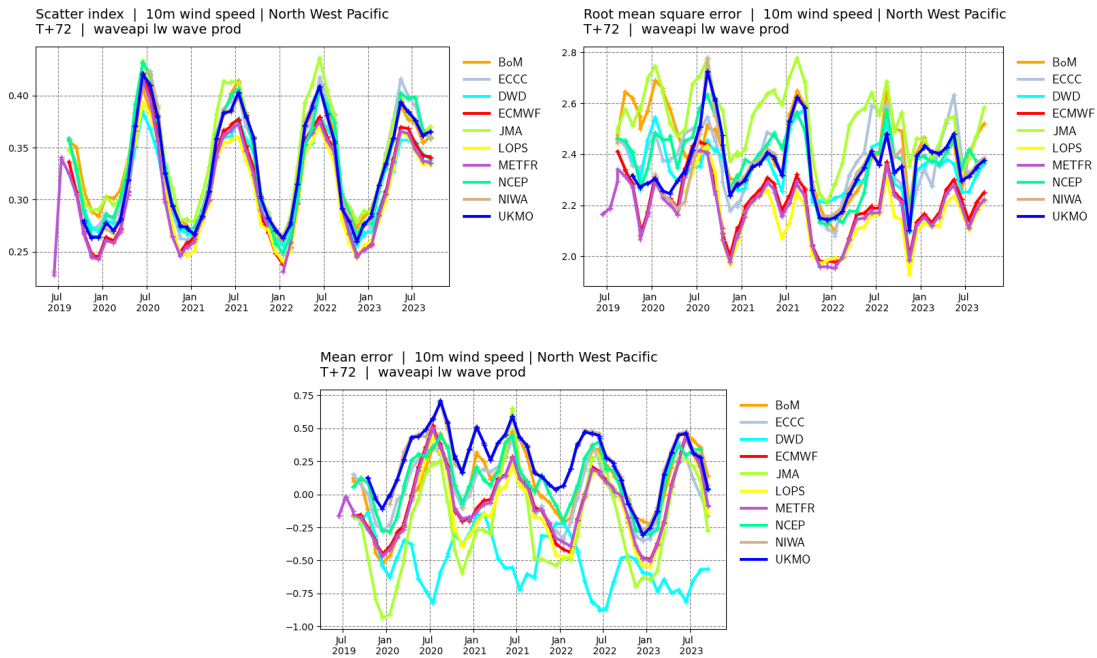 Scatter index | 10m wind speed | North West Pacific
T+72 | waveapi lw wave prod
0.40
0.35
0.30
0.25
Jul 2019
Jan 2020
Jul 2020
Jan 2021
Jul 2021
Jan 2022
Jul 2022
Jan 2023
Jul 2023
BoM
ECCC
DWD
ECMWF
JMA
LOPS
METFR
NCEP
NIWA
UKMO
Root mean square error | 10m wind speed | North West Pacific
T+72 | waveapi lw wave prod
2.8
2.6
2.4
2.2
2.0
Jul 2019
Jan 2020
Jul 2020
Jan 2021
Jul 2021
Jan 2022
Jul 2022
Jan 2023
Jul 2023
BoM
ECCC
DWD
ECMWF
JMA
LOPS
METFR
NCEP
NIWA
UKMO
Mean error | 10m wind speed | North West Pacific
T+72 | waveapi lw wave prod
0.75
0.50
0.25
0.00
−0.25
−0.50
−0.75
−1.00
Jul 2019
Jan 2020
Jul 2020
Jan 2021
Jul 2021
Jan 2022
Jul 2022
Jan 2023
Jul 2023
BoM
ECCC
DWD
ECMWF
JMA
LOPS
METFR
NCEP
NIWA
UKMO